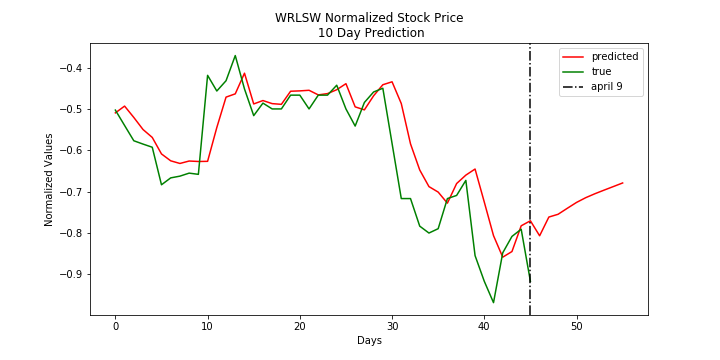 WRLSW Normalized Stock Price
10 Day Prediction
predicted
true
april 9
Normalized Values
−0.4
−0.5
−0.6
−0.7
−0.8
−0.9
0 10 20 30 40 50
Days